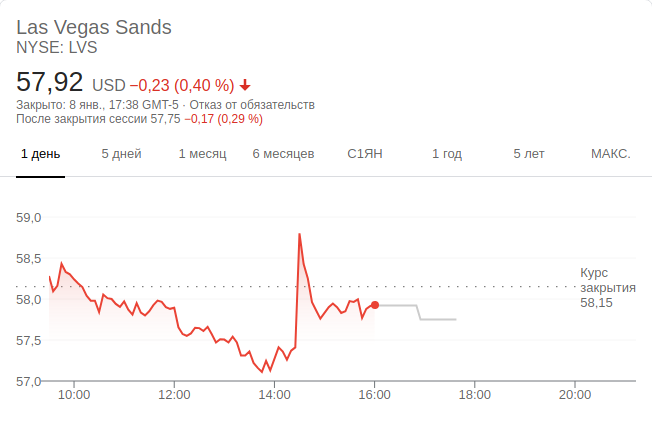 Las Vegas Sands
NYSE: LVS
57,92 USD −0,23 (0,40 %)
Закрыто: 8 янв., 17:38 GMT-5 · Отказ от обязательств
После закрытия сессии 57,75 −0,17 (0,29 %)
1 день 5 дней 1 месяц 6 месяцев С1ЯН 1 год 5 лет МАКС.
59,0
58,5
Курс
закрытия
58,15
58,0
57,5
57,0
10:00 12:00 14:00 16:00 18:00 20:00